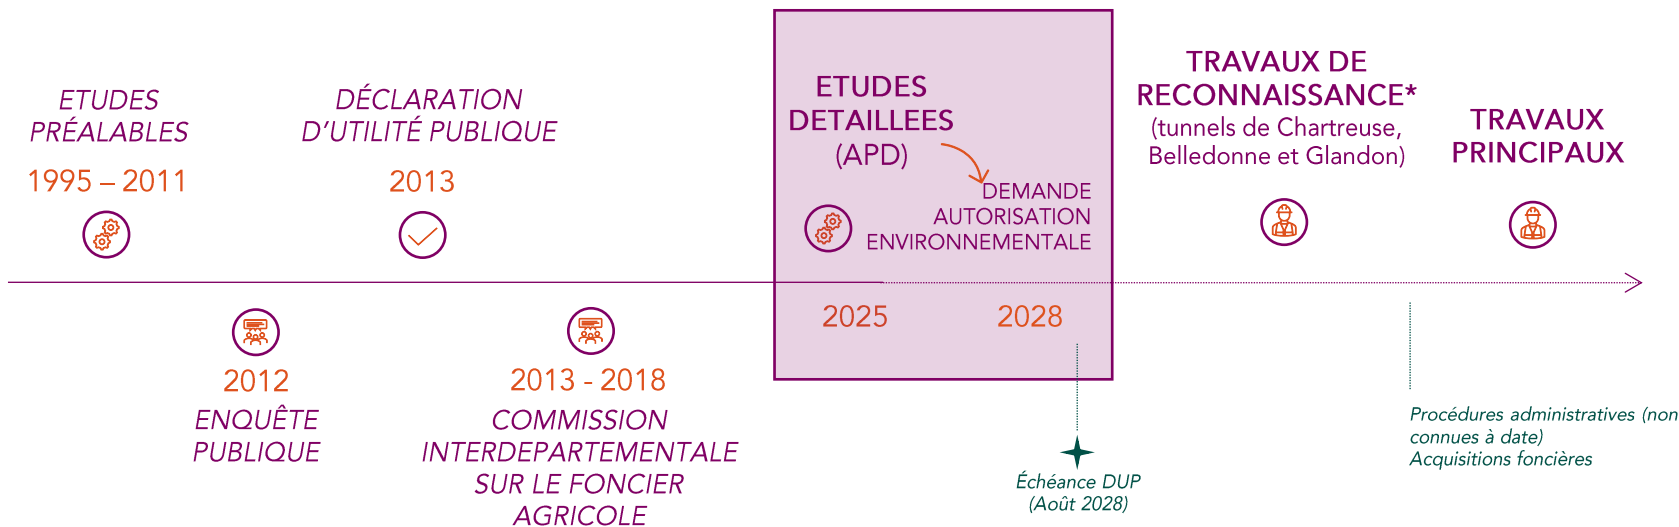 ETUDES
PRÉALABLES
1995 – 2011
DÉCLARATION
D’UTILITÉ PUBLIQUE
2013
ETUDES
DETAILLEES
(APD)
DEMANDE
AUTORISATION
ENVIRONNEMENTALE
TRAVAUX DE
RECONNAISSANCE*
(tunnels de Chartreuse,
Belledonne et Glandon)
TRAVAUX
PRINCIPAUX
2012
ENQUÊTE
PUBLIQUE
2013 - 2018
COMMISSION
INTERDEPARTEMENTALE
SUR LE FONCIER
AGRICOLE
2025
2028
Échéance DUP
(Août 2028)
Procédures administratives (non
connues à date)
Acquisitions foncières